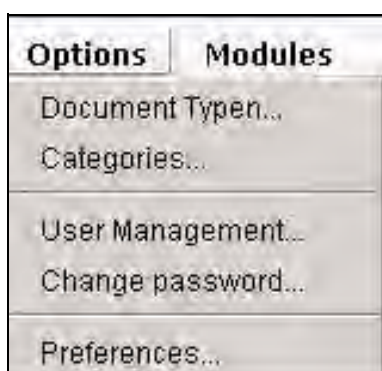 Options Modules
Document Typen...
Categories...
User Management...
Change password...
Preferences...